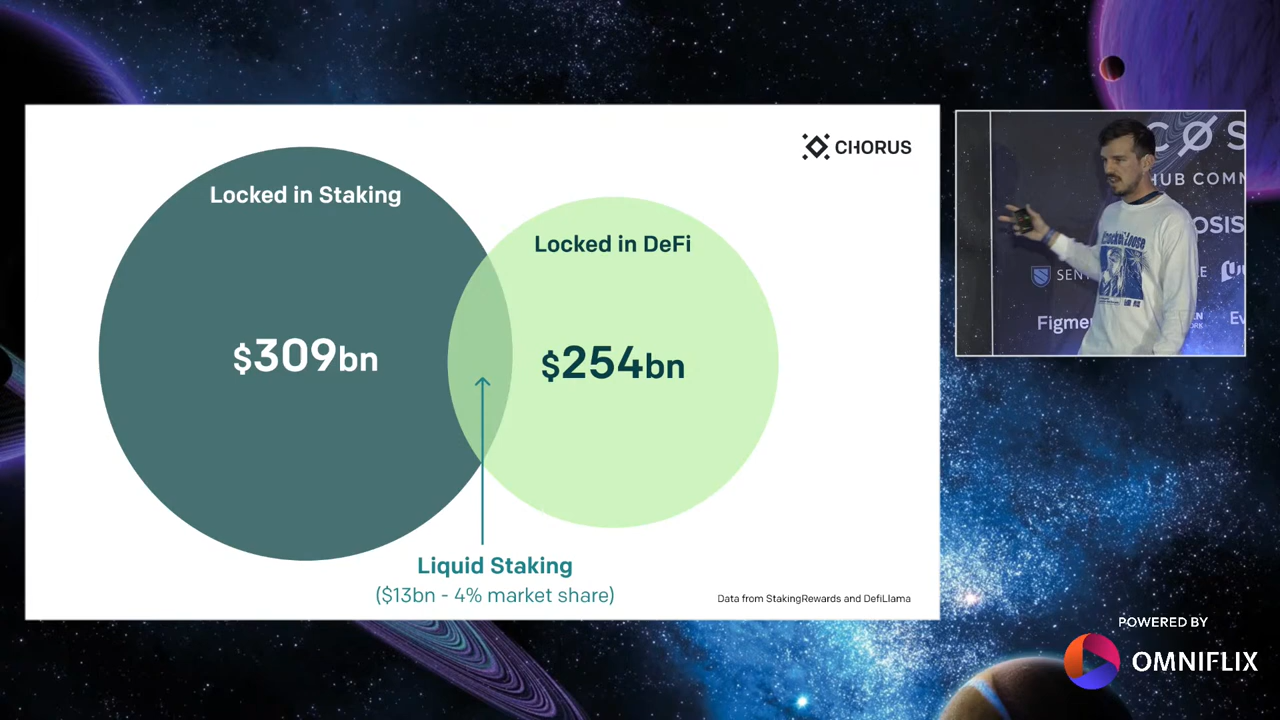 CHORUS
Locked in Staking
$309bn
Locked in DeFi
$254bn
Liquid Staking
($13bn - 4% market share)
Data from StakingRewards and DefiLlama
HUB COMM
OSIS
SEN
Figme
POWERED BY
OMNIFLIX